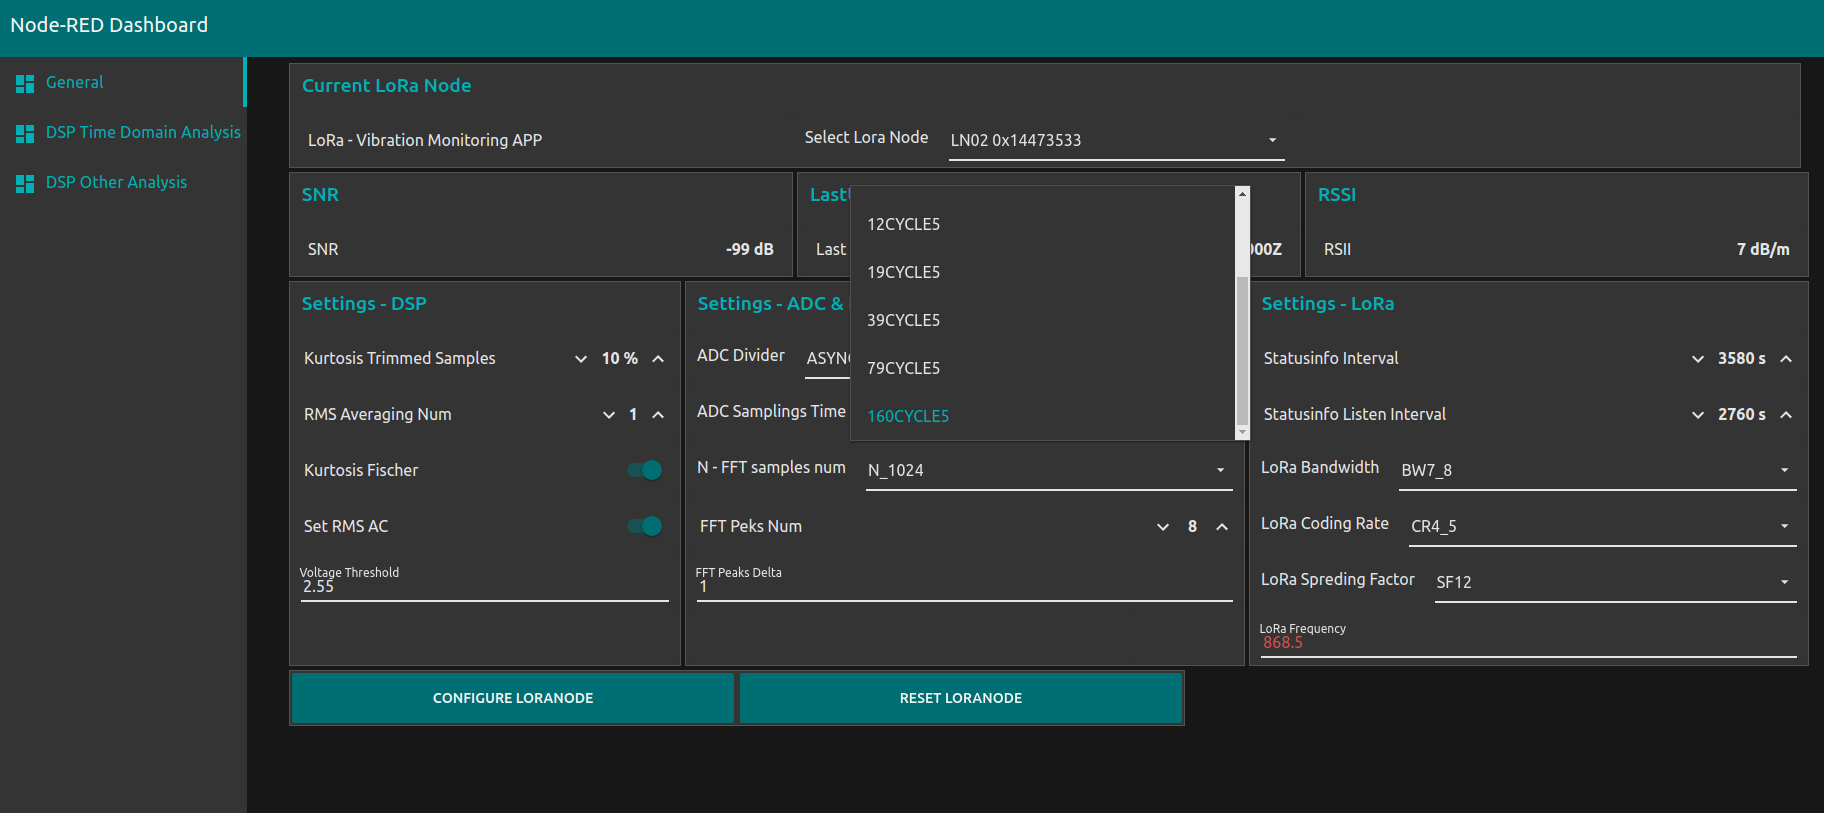 Node-RED Dashboard
General
DSP Time Domain Analysis
DSP Other Analysis
Current LoRa Node
LoRa - Vibration Monitoring APP
Select Lora Node
LN02 0x14473533
SNR
SNR
-99 dB
Last
000Z
RSSI
RSII
7 dB/m
Settings - DSP
Kurtosis Trimmed Samples
10 %
RMS Averaging Num
1
Kurtosis Fischer
Set RMS AC
Voltage Threshold
2.55
Settings - ADC &
ADC Divider
ADC Samplings Time
12CYCLE5
19CYCLE5
39CYCLE5
79CYCLE5
160CYCLE5
N - FFT samples num
N_1024
FFT Peks Num
8
FFT Peaks Delta
1
Settings - LoRa
Statusinfo Interval
3580 s
Statusinfo Listen Interval
2760 s
LoRa Bandwidth
BW7_8
LoRa Coding Rate
CR4_5
LoRa Spreding Factor
SF12
LoRa Frequency
868.5
CONFIGURE LORANODE
RESET LORANODE